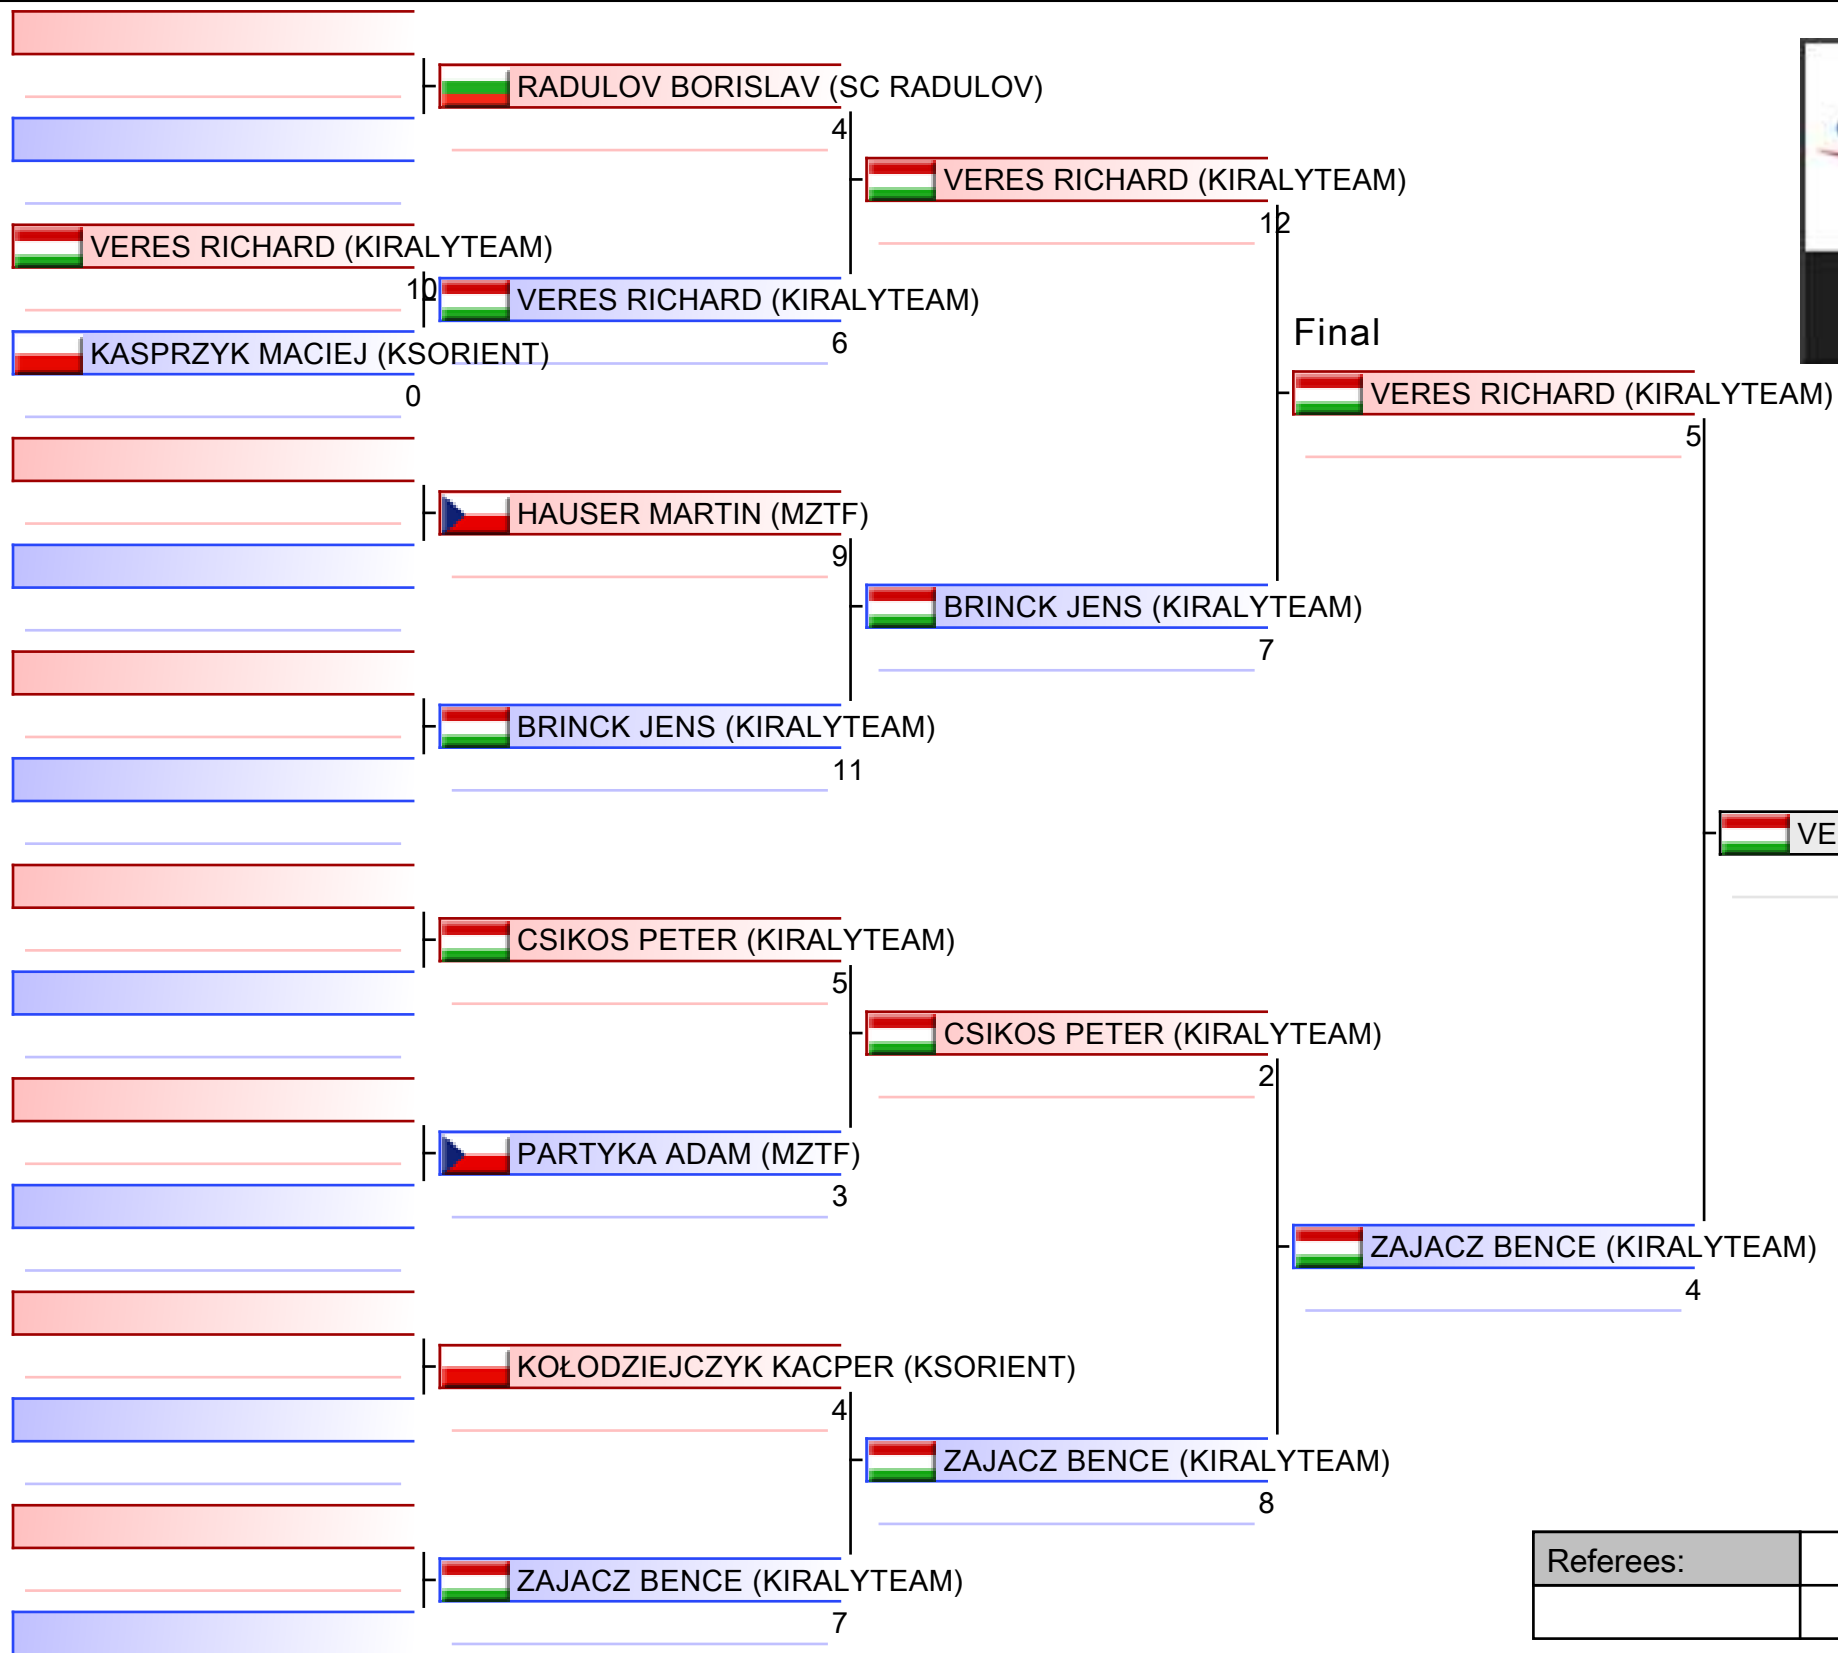 RADULOV BORISLAV (SC RADULOV)
4
VERES RICHARD (KIRALYTEAM)
12
VERES RICHARD (KIRALYTEAM)
10
VERES RICHARD (KIRALYTEAM)
6
Final
KASPRZYK MACIEJ (KSORIENT)
0
VERES RICHARD (KIRALYTEAM)
5
HAUSER MARTIN (MZTF)
9
BRINCK JENS (KIRALYTEAM)
7
BRINCK JENS (KIRALYTEAM)
11
VE
CSIKOS PETER (KIRALYTEAM)
5
CSIKOS PETER (KIRALYTEAM)
2
PARTYKA ADAM (MZTF)
3
ZAJACZ BENCE (KIRALYTEAM)
4
KOŁODZIEJCZYK KACPER (KSORIENT)
4
ZAJACZ BENCE (KIRALYTEAM)
8
Referees:
ZAJACZ BENCE (KIRALYTEAM)
7